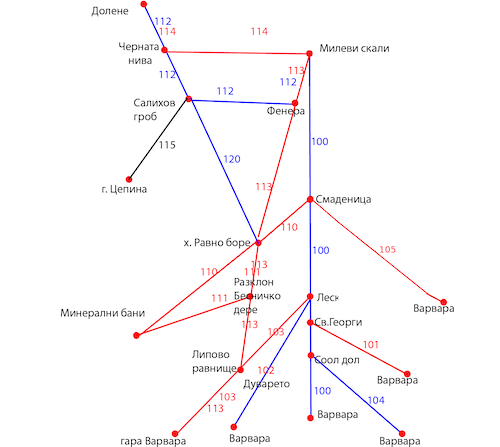 Долене
112
114
114
Черната
нива
Милеви скали
112
113
112
112
Салихов
гроб
Фенера
100
115
120
г. Цепина
113
Смаденица
110
х. Равно боре
100
105
113
110
111
Разклон
Бесничко
дере
111
Леск
Варвара
Минерални бани
113
103
Св.Георги
101
Липово
равнище
Соол дол
102
Дуварето
Варвара
103
100
104
113
Варвара
гара Варвара
Варвара
Варвара